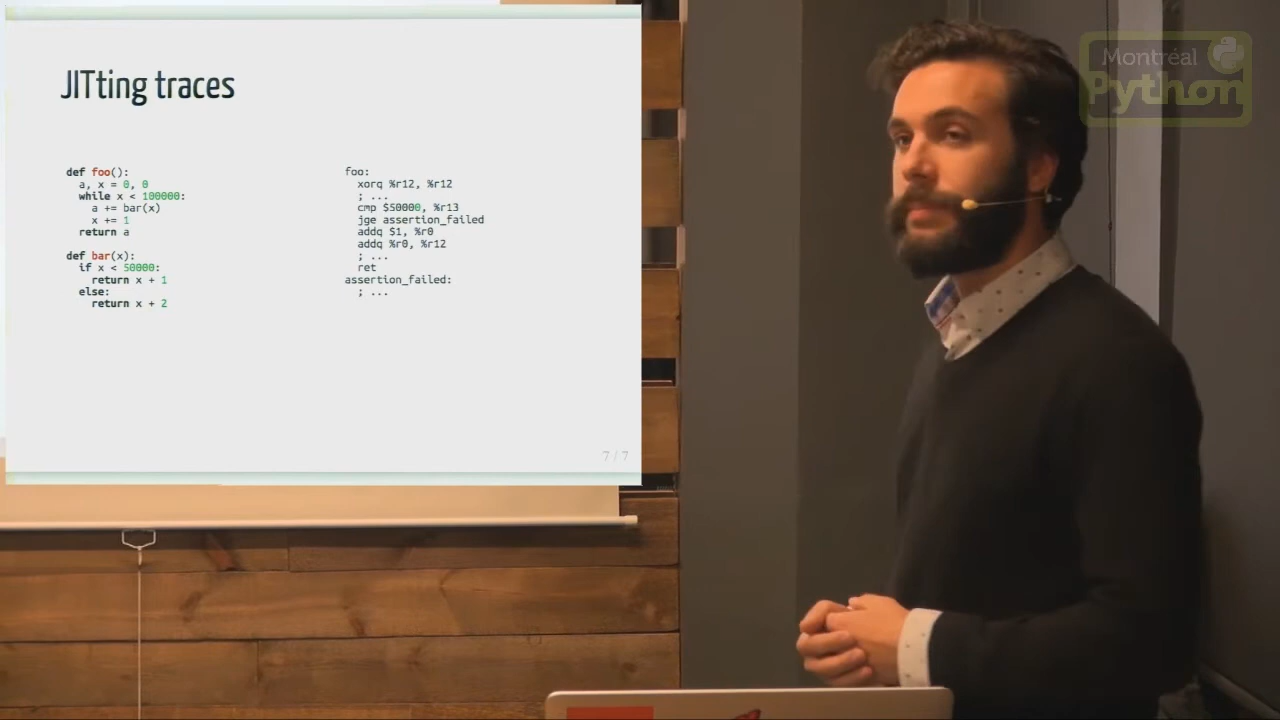 JITting traces
def foo():
a, x = 0, 0
while x < 100000:
a += bar(x)
x += 1
return a
def bar(x):
if x < 50000:
return x + 1
else:
return x + 2
foo:
xorq %r12, %r12
; ...
cmp $50000, %r13
jge assertion_failed
addq $1, %r0
addq %r0, %r12
; ...
ret
assertion_failed:
; ...
7 / 7
Montréal
Python